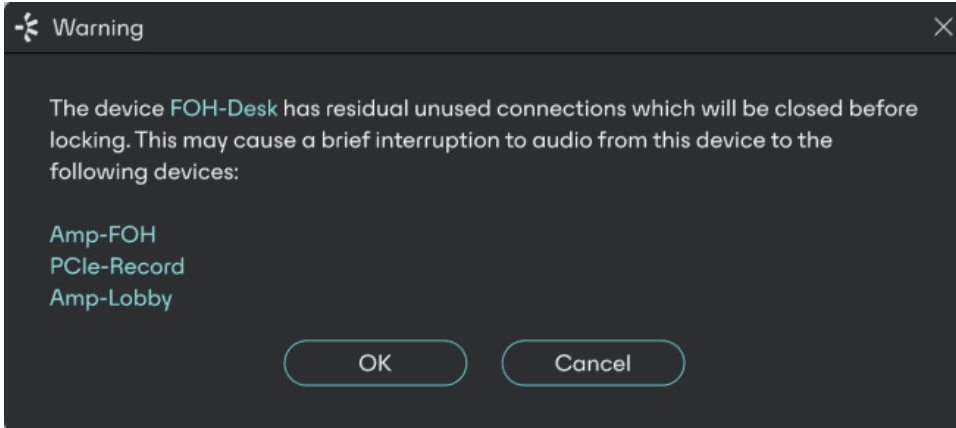 Warning
The device FOH-Desk has residual unused connections which will be closed before
locking. This may cause a brief interruption to audio from this device to the
following devices:
Amp-FOH
PCIe-Record
Amp-Lobby
OK
Cancel